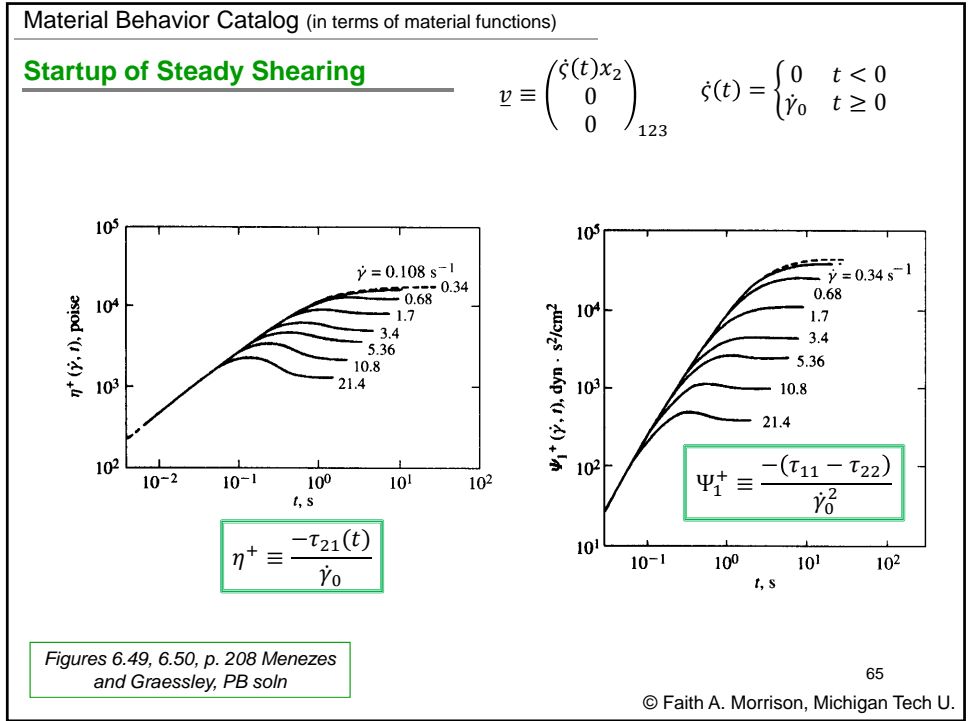 Material Behavior Catalog (in terms of material functions)
Startup of Steady Shearing
v ≡ (ς̇(t)x₂ 0 0)₁₂₃
ς̇(t) = {0 t < 0
γ̇₀ t ≥ 0
10⁵
10⁴
10³
10²
η⁺ (γ̇, t), poise
γ̇ = 0.108 s⁻¹
0.34
0.68
1.7
3.4
5.36
10.8
21.4
10⁻² 10⁻¹ 10⁰ 10¹ 10²
t, s
η⁺ ≡ −τ₂₁(t) / γ̇₀
10⁵
10⁴
10³
10²
10¹
Ψ₁⁺ (γ̇, t), dyn · s²/cm²
γ̇ = 0.34 s⁻¹
0.68
1.7
3.4
5.36
10.8
21.4
Ψ₁⁺ ≡ −(τ₁₁ − τ₂₂) / γ̇₀²
10⁻¹ 10⁰ 10¹ 10²
t, s
Figures 6.49, 6.50, p. 208 Menezes
and Graessley, PB soln
65
© Faith A. Morrison, Michigan Tech U.